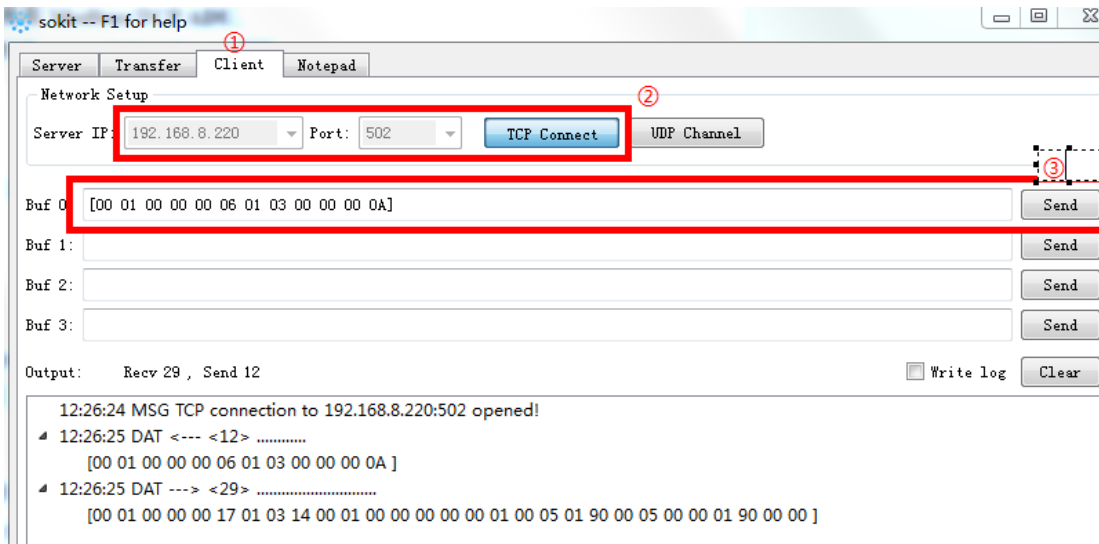 sokit -- F1 for help
①
Server Transfer Client Notepad
Network Setup
②
Server IP: 192.168.8.220 Port: 502 TCP Connect UDP Channel
③
Buf 0 [00 01 00 00 00 06 01 03 00 00 00 0A] Send
Buf 1: Send
Buf 2: Send
Buf 3: Send
Output: Recv 29 , Send 12 Write log Clear
12:26:24 MSG TCP connection to 192.168.8.220:502 opened!
12:26:25 DAT <--- <12> ............
[00 01 00 00 00 06 01 03 00 00 00 0A ]
12:26:25 DAT ---> <29> .............................
[00 01 00 00 00 17 01 03 14 00 01 00 00 00 00 00 01 00 05 01 90 00 05 00 00 01 90 00 00 ]